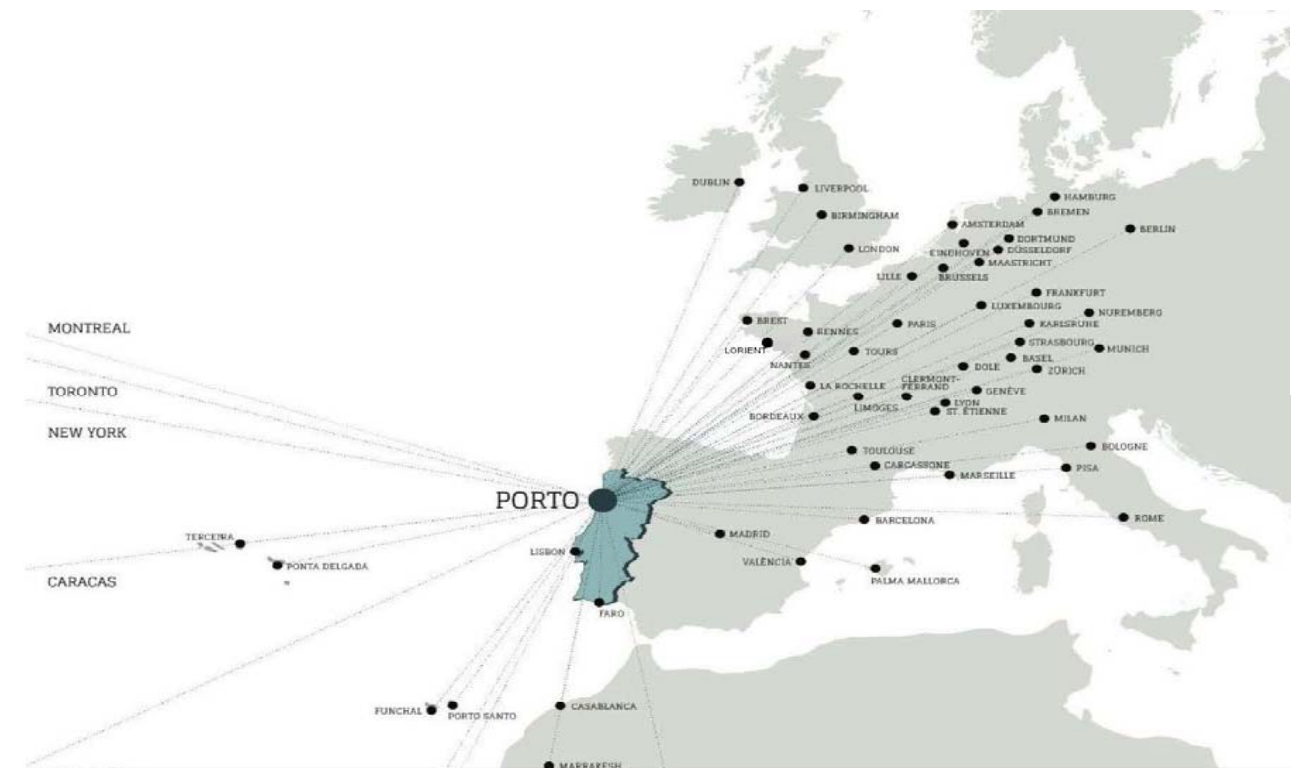 DUBLIN
LIVERPOOL
HAMBURG
BREMEN
BIRMINGHAM
AMSTERDAM
BERLIN
DORTMUND
LONDON
EINDHOVEN
DÜSSELDORF
MAASTRICHT
LILLE
BRUSSELS
FRANKFURT
LUXEMBOURG
NUREMBERG
BREST
PARIS
KARLSRUHE
MONTREAL
RENNES
STRASBOURG
LORIENT
TOURS
MUNICH
NANTES
BASEL
DOLE
ZÜRICH
CLERMONT-
FERRAND
LA ROCHELLE
GENÈVE
TORONTO
LIMOGES
LYON
ST. ÉTIENNE
BORDEAUX
MILAN
NEW YORK
BOLOGNE
TOULOUSE
CARCASSONE
PISA
MARSEILLE
PORTO
BARCELONA
ROME
MADRID
TERCEIRA
LISBON
VALÈNCIA
PONTA DELGADA
CARACAS
PALMA MALLORCA
FARO
CASABLANCA
FUNCHAL
PORTO SANTO
MARRAKESH